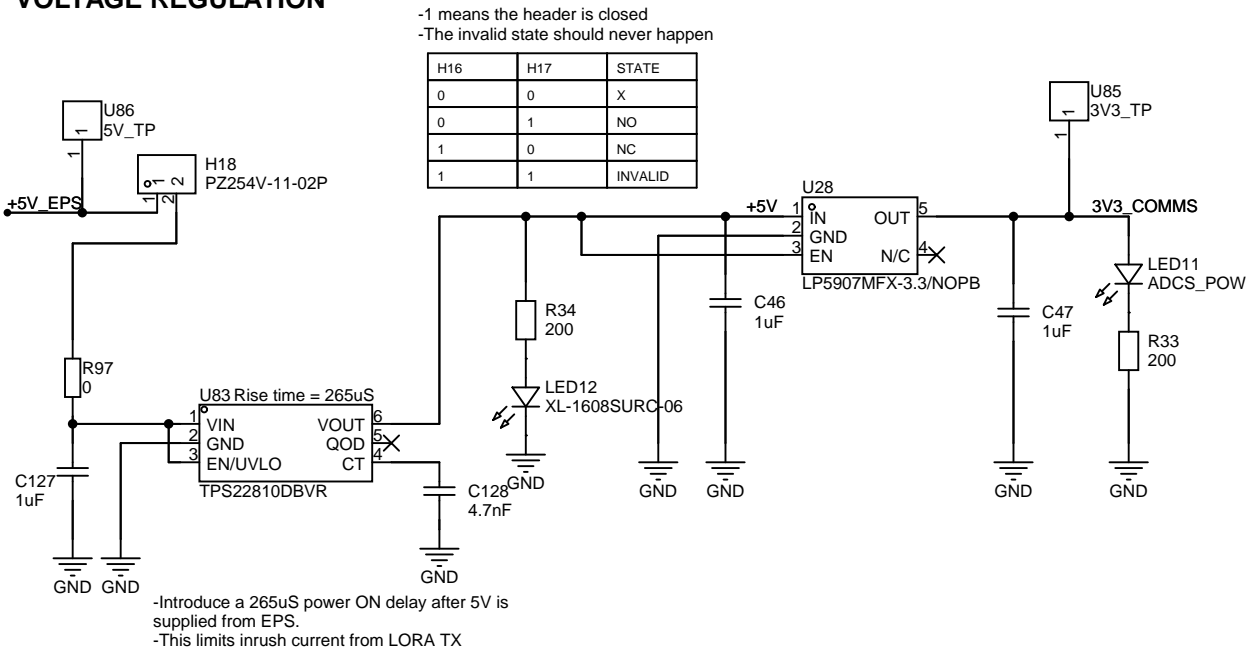 VOLTAGE REGULATION
-1 means the header is closed
-The invalid state should never happen
H16 H17 STATE
0 0 X
0 1 NO
1 0 NC
1 1 INVALID
U86
5V_TP
1
1
H18
PZ254V-11-02P
1 2
1 2
+5V_EPS
R97
0
C127
1uF
GND
GND
U83 Rise time = 265uS
1 VIN VOUT 6
2 GND QOD 5
3 EN/UVLO CT 4
TPS22810DBVR
C128
4.7nF
GND
R34
200
LED12
XL-1608SURC-06
GND
GND
C46
1uF
GND
+5V
U28
1 IN OUT 5
2 GND
3 EN N/C 4
LP5907MFX-3.3/NOPB
U85
3V3_TP
1
1
3V3_COMMS
C47
1uF
GND
LED11
ADCS_POW
R33
200
GND
-Introduce a 265uS power ON delay after 5V is
supplied from EPS.
-This limits inrush current from LORA TX